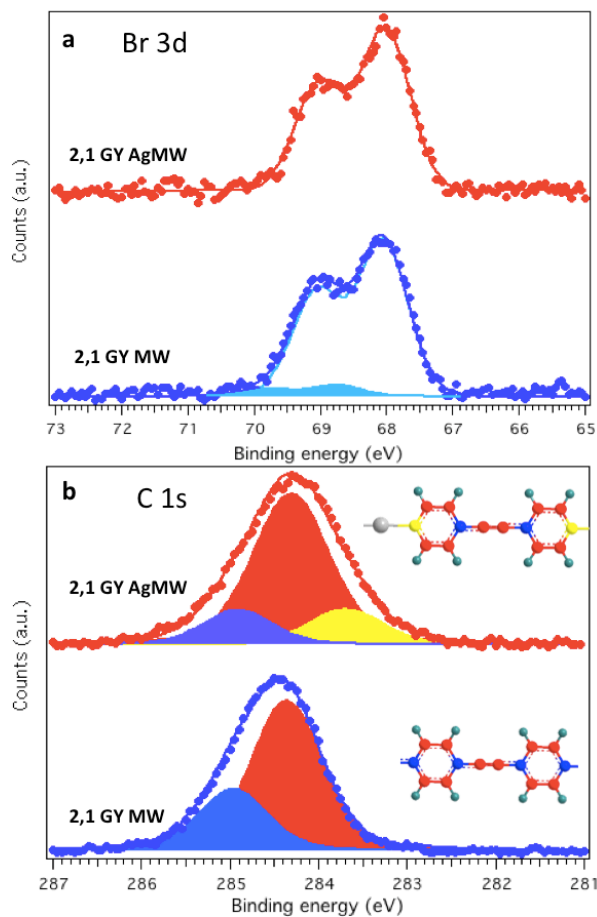 a
Br 3d
2,1 GY AgMW
2,1 GY MW
Counts (a.u.)
73 72 71 70 69 68 67 66 65
Binding energy (eV)
b
C 1s
2,1 GY AgMW
2,1 GY MW
Counts (a.u.)
287 286 285 284 283 282 281
Binding energy (eV)